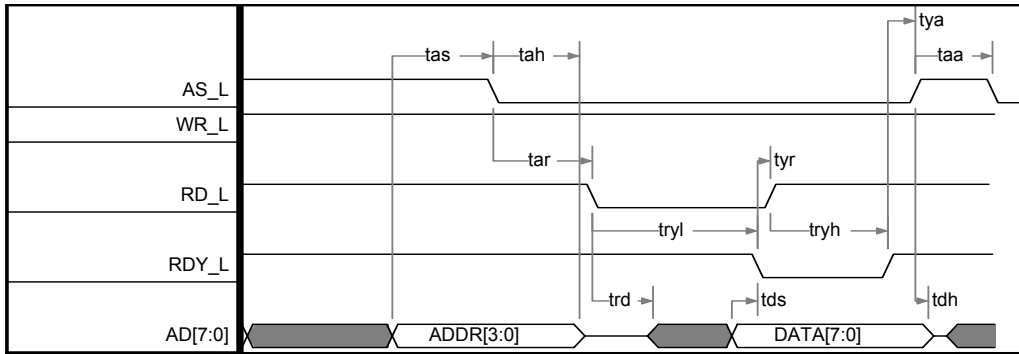 tya
tas
tah
taa
AS_L
WR_L
tar
tyr
RD_L
tryl
tryh
RDY_L
trd
tds
tdh
AD[7:0]
ADDR[3:0]
DATA[7:0]